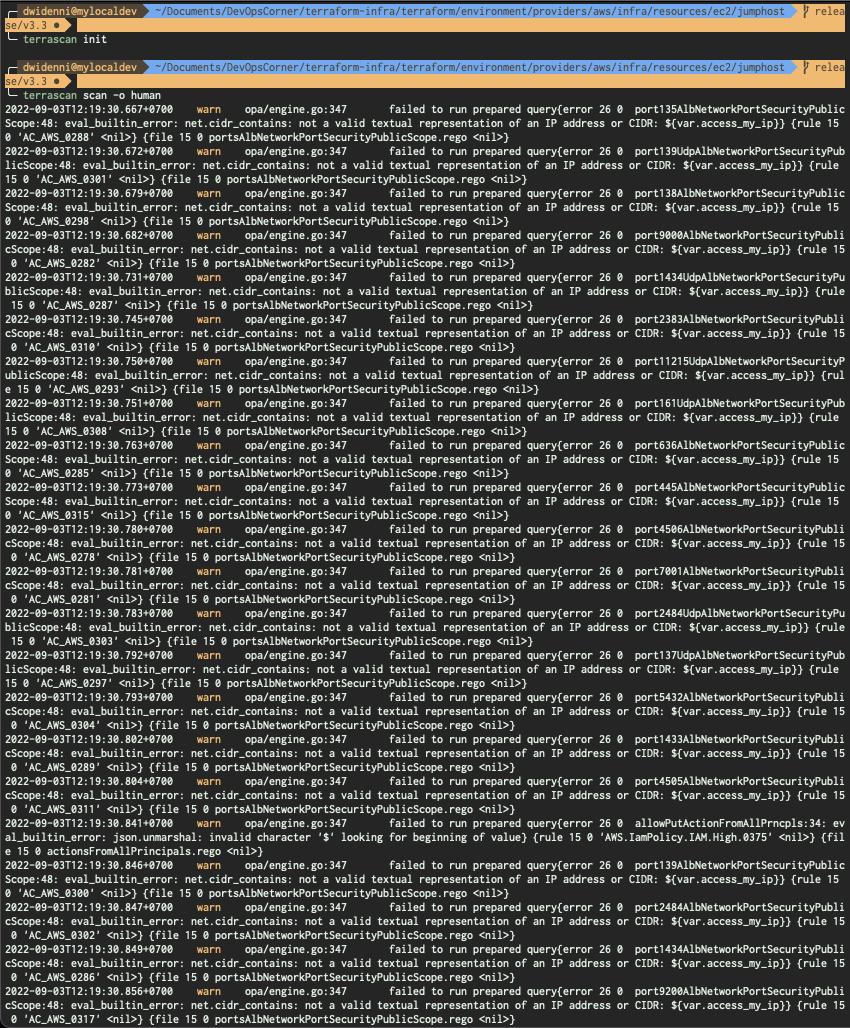 dwidenni@mylocaldev ~/Documents/DevOpsCorner/terraform-infra/terraform/environment/providers/aws/infra/resources/ec2/jumphost relea
se/v3.3 ●
terrascan init
dwidenni@mylocaldev ~/Documents/DevOpsCorner/terraform-infra/terraform/environment/providers/aws/infra/resources/ec2/jumphost relea
se/v3.3 ●
terrascan scan -o human
2022-09-03T12:19:30.667+0700 warn opa/engine.go:347 failed to run prepared query{error 26 0 port135AlbNetworkPortSecurityPublic
Scope:48: eval_builtin_error: net.cidr_contains: not a valid textual representation of an IP address or CIDR: ${var.access_my_ip}} {rule 15
0 'AC_AWS_0288' <nil>} {file 15 0 portsAlbNetworkPortSecurityPublicScope.rego <nil>}
2022-09-03T12:19:30.672+0700 warn opa/engine.go:347 failed to run prepared query{error 26 0 port139UdpAlbNetworkPortSecurityPu
blicScope:48: eval_builtin_error: net.cidr_contains: not a valid textual representation of an IP address or CIDR: ${var.access_my_ip}} {rule
15 0 'AC_AWS_0301' <nil>} {file 15 0 portsAlbNetworkPortSecurityPublicScope.rego <nil>}
2022-09-03T12:19:30.679+0700 warn opa/engine.go:347 failed to run prepared query{error 26 0 port138AlbNetworkPortSecurityPublic
Scope:48: eval_builtin_error: net.cidr_contains: not a valid textual representation of an IP address or CIDR: ${var.access_my_ip}} {rule 15
0 'AC_AWS_0298' <nil>} {file 15 0 portsAlbNetworkPortSecurityPublicScope.rego <nil>}
2022-09-03T12:19:30.682+0700 warn opa/engine.go:347 failed to run prepared query{error 26 0 port9000AlbNetworkPortSecurityPubli
cScope:48: eval_builtin_error: net.cidr_contains: not a valid textual representation of an IP address or CIDR: ${var.access_my_ip}} {rule 15
0 'AC_AWS_0282' <nil>} {file 15 0 portsAlbNetworkPortSecurityPublicScope.rego <nil>}
2022-09-03T12:19:30.731+0700 warn opa/engine.go:347 failed to run prepared query{error 26 0 port1434UdpAlbNetworkPortSecurityPu
blicScope:48: eval_builtin_error: net.cidr_contains: not a valid textual representation of an IP address or CIDR: ${var.access_my_ip}} {rule
15 0 'AC_AWS_0287' <nil>} {file 15 0 portsAlbNetworkPortSecurityPublicScope.rego <nil>}
2022-09-03T12:19:30.745+0700 warn opa/engine.go:347 failed to run prepared query{error 26 0 port2383AlbNetworkPortSecurityPubli
cScope:48: eval_builtin_error: net.cidr_contains: not a valid textual representation of an IP address or CIDR: ${var.access_my_ip}} {rule 15
0 'AC_AWS_0310' <nil>} {file 15 0 portsAlbNetworkPortSecurityPublicScope.rego <nil>}
2022-09-03T12:19:30.750+0700 warn opa/engine.go:347 failed to run prepared query{error 26 0 port11215UdpAlbNetworkPortSecurityP
ublicScope:48: eval_builtin_error: net.cidr_contains: not a valid textual representation of an IP address or CIDR: ${var.access_my_ip}} {rul
e 15 0 'AC_AWS_0293' <nil>} {file 15 0 portsAlbNetworkPortSecurityPublicScope.rego <nil>}
2022-09-03T12:19:30.751+0700 warn opa/engine.go:347 failed to run prepared query{error 26 0 port161UdpAlbNetworkPortSecurityPub
licScope:48: eval_builtin_error: net.cidr_contains: not a valid textual representation of an IP address or CIDR: ${var.access_my_ip}} {rule
15 0 'AC_AWS_0308' <nil>} {file 15 0 portsAlbNetworkPortSecurityPublicScope.rego <nil>}
2022-09-03T12:19:30.763+0700 warn opa/engine.go:347 failed to run prepared query{error 26 0 port636AlbNetworkPortSecurityPublic
Scope:48: eval_builtin_error: net.cidr_contains: not a valid textual representation of an IP address or CIDR: ${var.access_my_ip}} {rule 15
0 'AC_AWS_0285' <nil>} {file 15 0 portsAlbNetworkPortSecurityPublicScope.rego <nil>}
2022-09-03T12:19:30.773+0700 warn opa/engine.go:347 failed to run prepared query{error 26 0 port445AlbNetworkPortSecurityPublic
Scope:48: eval_builtin_error: net.cidr_contains: not a valid textual representation of an IP address or CIDR: ${var.access_my_ip}} {rule 15
0 'AC_AWS_0315' <nil>} {file 15 0 portsAlbNetworkPortSecurityPublicScope.rego <nil>}
2022-09-03T12:19:30.780+0700 warn opa/engine.go:347 failed to run prepared query{error 26 0 port4506AlbNetworkPortSecurityPubli
cScope:48: eval_builtin_error: net.cidr_contains: not a valid textual representation of an IP address or CIDR: ${var.access_my_ip}} {rule 15
0 'AC_AWS_0278' <nil>} {file 15 0 portsAlbNetworkPortSecurityPublicScope.rego <nil>}
2022-09-03T12:19:30.781+0700 warn opa/engine.go:347 failed to run prepared query{error 26 0 port7001AlbNetworkPortSecurityPubli
cScope:48: eval_builtin_error: net.cidr_contains: not a valid textual representation of an IP address or CIDR: ${var.access_my_ip}} {rule 15
0 'AC_AWS_0281' <nil>} {file 15 0 portsAlbNetworkPortSecurityPublicScope.rego <nil>}
2022-09-03T12:19:30.783+0700 warn opa/engine.go:347 failed to run prepared query{error 26 0 port2484UdpAlbNetworkPortSecurityPu
blicScope:48: eval_builtin_error: net.cidr_contains: not a valid textual representation of an IP address or CIDR: ${var.access_my_ip}} {rule
15 0 'AC_AWS_0303' <nil>} {file 15 0 portsAlbNetworkPortSecurityPublicScope.rego <nil>}
2022-09-03T12:19:30.792+0700 warn opa/engine.go:347 failed to run prepared query{error 26 0 port137UdpAlbNetworkPortSecurityPub
licScope:48: eval_builtin_error: net.cidr_contains: not a valid textual representation of an IP address or CIDR: ${var.access_my_ip}} {rule
15 0 'AC_AWS_0297' <nil>} {file 15 0 portsAlbNetworkPortSecurityPublicScope.rego <nil>}
2022-09-03T12:19:30.793+0700 warn opa/engine.go:347 failed to run prepared query{error 26 0 port5432AlbNetworkPortSecurityPubli
cScope:48: eval_builtin_error: net.cidr_contains: not a valid textual representation of an IP address or CIDR: ${var.access_my_ip}} {rule 15
0 'AC_AWS_0304' <nil>} {file 15 0 portsAlbNetworkPortSecurityPublicScope.rego <nil>}
2022-09-03T12:19:30.802+0700 warn opa/engine.go:347 failed to run prepared query{error 26 0 port1433AlbNetworkPortSecurityPubli
cScope:48: eval_builtin_error: net.cidr_contains: not a valid textual representation of an IP address or CIDR: ${var.access_my_ip}} {rule 15
0 'AC_AWS_0289' <nil>} {file 15 0 portsAlbNetworkPortSecurityPublicScope.rego <nil>}
2022-09-03T12:19:30.804+0700 warn opa/engine.go:347 failed to run prepared query{error 26 0 port4505AlbNetworkPortSecurityPubli
cScope:48: eval_builtin_error: net.cidr_contains: not a valid textual representation of an IP address or CIDR: ${var.access_my_ip}} {rule 15
0 'AC_AWS_0311' <nil>} {file 15 0 portsAlbNetworkPortSecurityPublicScope.rego <nil>}
2022-09-03T12:19:30.841+0700 warn opa/engine.go:347 failed to run prepared query{error 26 0 allowPutActionFromAllPrncpls:34: ev
al_builtin_error: json.unmarshal: invalid character '$' looking for beginning of value} {rule 15 0 'AWS.IamPolicy.IAM.High.0375' <nil>} {fil
e 15 0 actionsFromAllPrincipals.rego <nil>}
2022-09-03T12:19:30.846+0700 warn opa/engine.go:347 failed to run prepared query{error 26 0 port139AlbNetworkPortSecurityPublic
Scope:48: eval_builtin_error: net.cidr_contains: not a valid textual representation of an IP address or CIDR: ${var.access_my_ip}} {rule 15
0 'AC_AWS_0300' <nil>} {file 15 0 portsAlbNetworkPortSecurityPublicScope.rego <nil>}
2022-09-03T12:19:30.847+0700 warn opa/engine.go:347 failed to run prepared query{error 26 0 port2484AlbNetworkPortSecurityPubli
cScope:48: eval_builtin_error: net.cidr_contains: not a valid textual representation of an IP address or CIDR: ${var.access_my_ip}} {rule 15
0 'AC_AWS_0302' <nil>} {file 15 0 portsAlbNetworkPortSecurityPublicScope.rego <nil>}
2022-09-03T12:19:30.849+0700 warn opa/engine.go:347 failed to run prepared query{error 26 0 port1434AlbNetworkPortSecurityPubli
cScope:48: eval_builtin_error: net.cidr_contains: not a valid textual representation of an IP address or CIDR: ${var.access_my_ip}} {rule 15
0 'AC_AWS_0286' <nil>} {file 15 0 portsAlbNetworkPortSecurityPublicScope.rego <nil>}
2022-09-03T12:19:30.856+0700 warn opa/engine.go:347 failed to run prepared query{error 26 0 port9200AlbNetworkPortSecurityPubli
cScope:48: eval_builtin_error: net.cidr_contains: not a valid textual representation of an IP address or CIDR: ${var.access_my_ip}} {rule 15
0 'AC_AWS_0317' <nil>} {file 15 0 portsAlbNetworkPortSecurityPublicScope.rego <nil>}